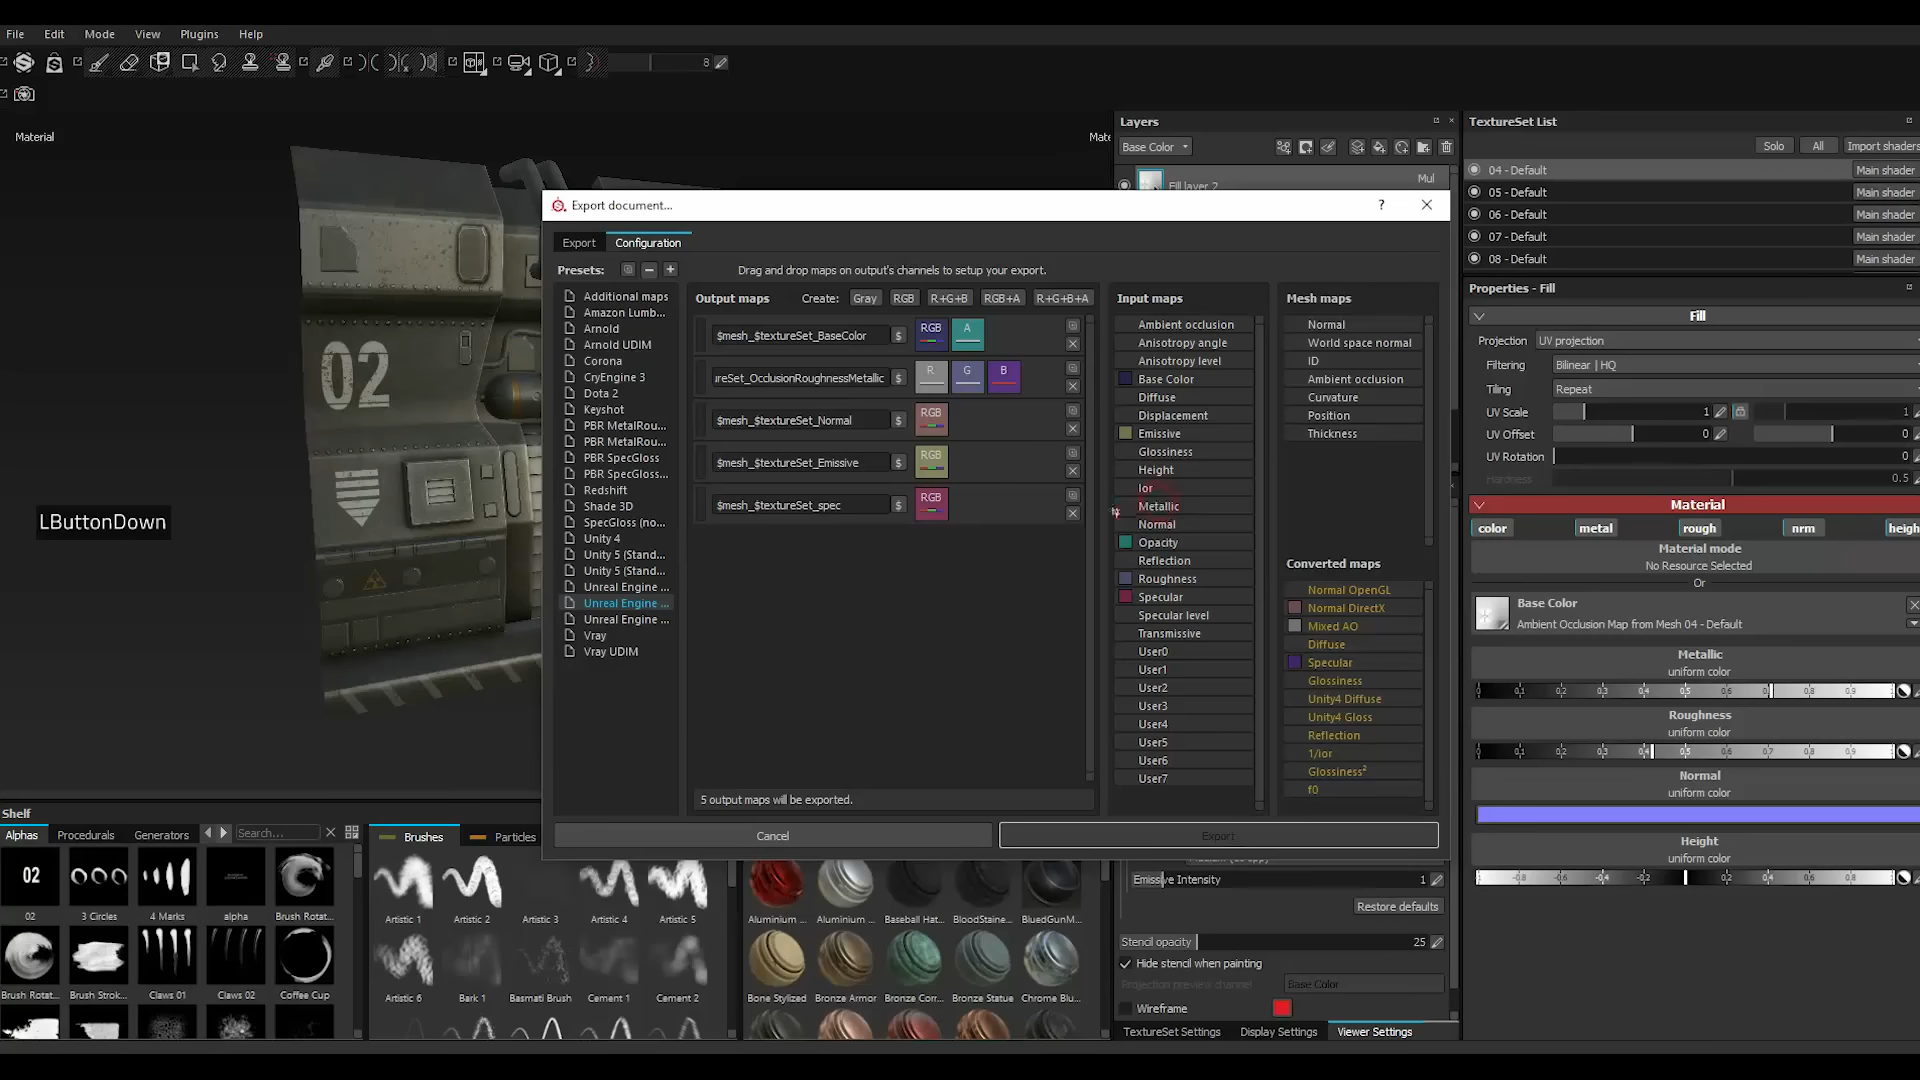 File Edit Mode View Plugins Help
8
Material
02
LButtonDown
Layers
Base Color
Fill layer 2
Mul
Export document...
?
Export Configuration
Presets:
Drag and drop maps on output's channels to setup your export.
Additional maps
Amazon Lumb...
Arnold
Arnold UDIM
Corona
CryEngine 3
Dota 2
Keyshot
PBR MetalRou...
PBR MetalRou...
PBR SpecGloss
PBR SpecGloss...
Redshift
Shade 3D
SpecGloss (no...
Unity 4
Unity 5 (Stand...
Unity 5 (Stand...
Unreal Engine ...
Unreal Engine ...
Unreal Engine ...
Vray
Vray UDIM
Output maps Create: Gray RGB R+G+B RGB+A R+G+B+A
$mesh_$textureSet_BaseColor $ RGB A
reSet_OcclusionRoughnessMetallic $ R G B
$mesh_$textureSet_Normal $ RGB
$mesh_$textureSet_Emissive $ RGB
$mesh_$textureSet_spec $ RGB
5 output maps will be exported.
Input maps
Ambient occlusion
Anisotropy angle
Anisotropy level
Base Color
Diffuse
Displacement
Emissive
Glossiness
Height
Ior
Metallic
Normal
Opacity
Reflection
Roughness
Specular
Specular level
Transmissive
User0
User1
User2
User3
User4
User5
User6
User7
Mesh maps
Normal
World space normal
ID
Ambient occlusion
Curvature
Position
Thickness
Converted maps
Normal OpenGL
Normal DirectX
Mixed AO
Diffuse
Specular
Glossiness
Unity4 Diffuse
Unity4 Gloss
Reflection
1/ior
Glossiness²
f0
Cancel
Export
TextureSet List
Solo All Import shaders
04 - Default Main shader
05 - Default Main shader
06 - Default Main shader
07 - Default Main shader
08 - Default Main shader
Properties - Fill
Fill
Projection UV projection
Filtering Bilinear | HQ
Tiling Repeat
UV Scale 1 1
UV Offset 0 0
UV Rotation 0
Hardness 0.5
Material
color metal rough nrm heigh
Material mode
No Resource Selected
Or
Base Color
Ambient Occlusion Map from Mesh 04 - Default
Metallic
uniform color
Roughness
uniform color
Normal
uniform color
Height
uniform color
Emissive Intensity 1
Restore defaults
Stencil opacity 25
Hide stencil when painting
Projection preview channel Base Color
Wireframe
TextureSet Settings Display Settings Viewer Settings
Shelf
Alphas Procedurals Generators Search...
02 3 Circles 4 Marks alpha Brush Rotat...
Brush Rotat... Brush Strok... Claws 01 Claws 02 Coffee Cup
Brushes Particles
Artistic 1 Artistic 2 Artistic 3 Artistic 4 Artistic 5
Artistic 6 Bark 1 Basmati Brush Cement 1 Cement 2
Aluminium ... Aluminium ... Baseball Hat... BloodStaine... BluedGunM...
Bone Stylized Bronze Armor Bronze Corr... Bronze Statue Chrome Blu...